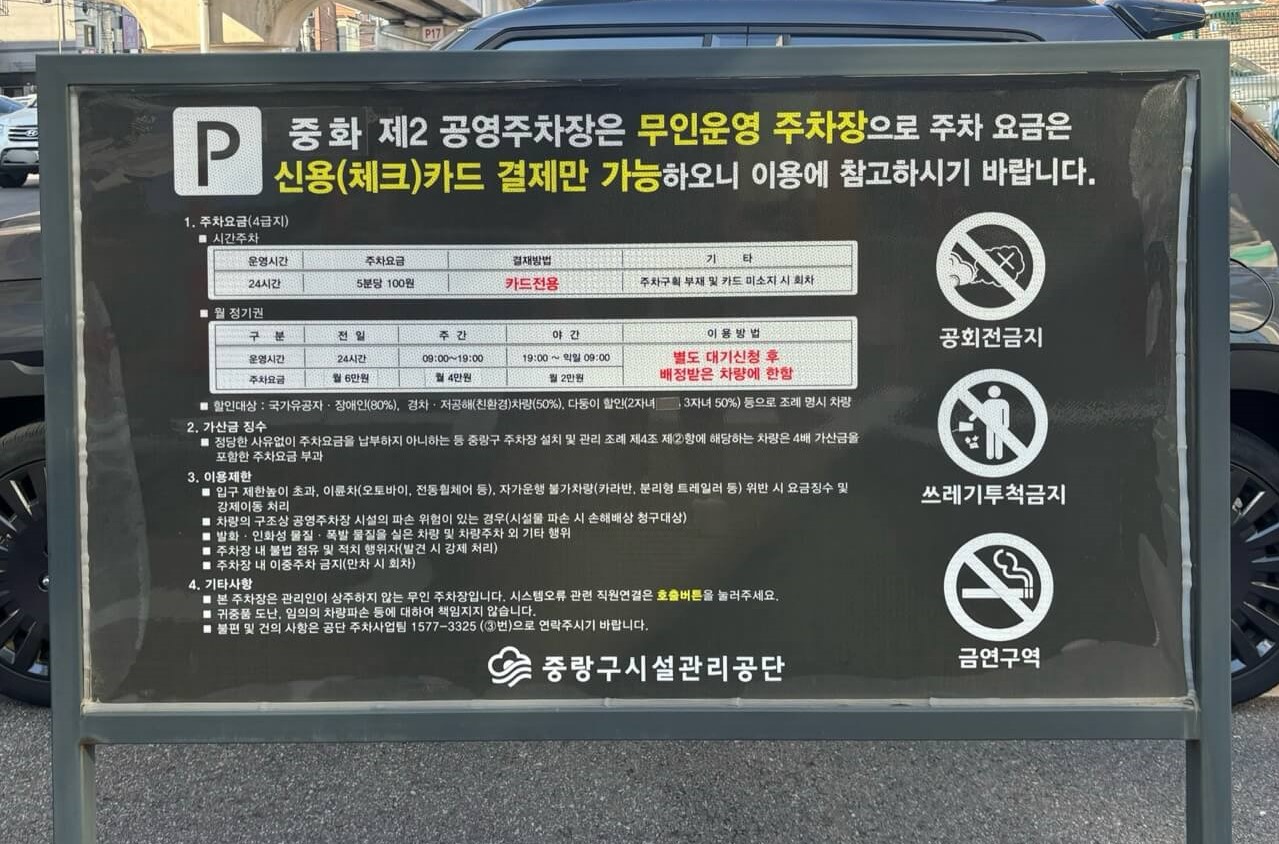 P17
P 중화 제2 공영주차장은 무인운영 주차장으로 주차 요금은
신용(체크)카드 결제만 가능하오니 이용에 참고하시기 바랍니다.
1. 주차요금(4급지)
■ 시간주차
운영시간 주차요금 결재방법 기 타
24시간 5분당 100원 카드전용 주차구획 부재 및 카드 미소지 시 회차
■ 월 정기권
구 분 전 일 주 간 야 간 이 용 방 법
운영시간 24시간 09:00~19:00 19:00 ~ 익일 09:00 별도 대기신청 후
주차요금 월 6만원 월 4만원 월 2만원 배정받은 차량에 한함
■ 할인대상 : 국가유공자 · 장애인(80%), 경차 · 저공해(친환경)차량(50%), 다둥이 할인(2자녀 , 3자녀 50%) 등으로 조례 명시 차량
2. 가산금 징수
■ 정당한 사유없이 주차요금을 납부하지 아니하는 등 중랑구 주차장 설치 및 관리 조례 제4조 제②항에 해당하는 차량은 4배 가산금을
포함한 주차요금 부과
3. 이용제한
■ 입구 제한높이 초과, 이륜차(오토바이, 전동휠체어 등), 자가운행 불가차량(카라반, 분리형 트레일러 등) 위반 시 요금징수 및
강제이동 처리
■ 차량의 구조상 공영주차장 시설의 파손 위험이 있는 경우(시설물 파손 시 손해배상 청구대상)
■ 발화 · 인화성 물질 · 폭발 물질을 실은 차량 및 차량주차 외 기타 행위
■ 주차장 내 불법 점유 및 적치 행위자(발견 시 강제 처리)
■ 주차장 내 이중주차 금지(만차 시 회차)
4. 기타사항
■ 본 주차장은 관리인이 상주하지 않는 무인 주차장입니다. 시스템오류 관련 직원연결은 호출버튼을 눌러주세요.
■ 귀중품 도난, 임의의 차량파손 등에 대하여 책임지지 않습니다.
■ 불편 및 건의 사항은 공단 주차사업팀 1577-3325 (③번)으로 연락주시기 바랍니다.
중랑구시설관리공단
공회전금지
쓰레기투척금지
금연구역